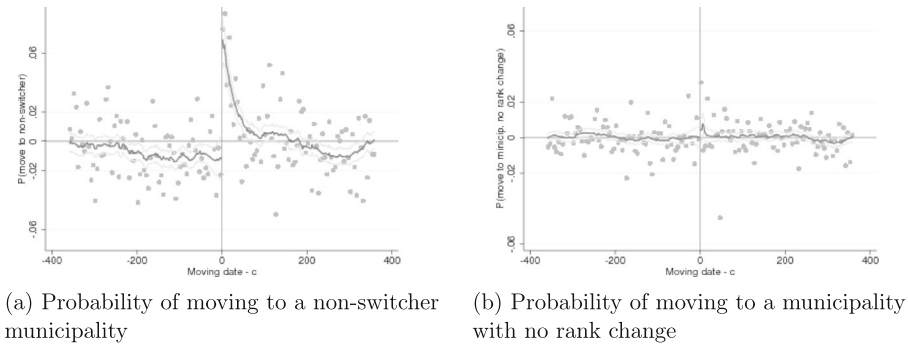 P(move to non-switcher)
.06
.02
0
-.02
-.06
-400
-200
0
200
400
Moving date - c
P(move to minicip. no rank change)
.06
.02
0
-.02
-.06
-400
-200
0
200
400
Moving date - c
(a) Probability of moving to a non-switcher
municipality
(b) Probability of moving to a municipality
with no rank change